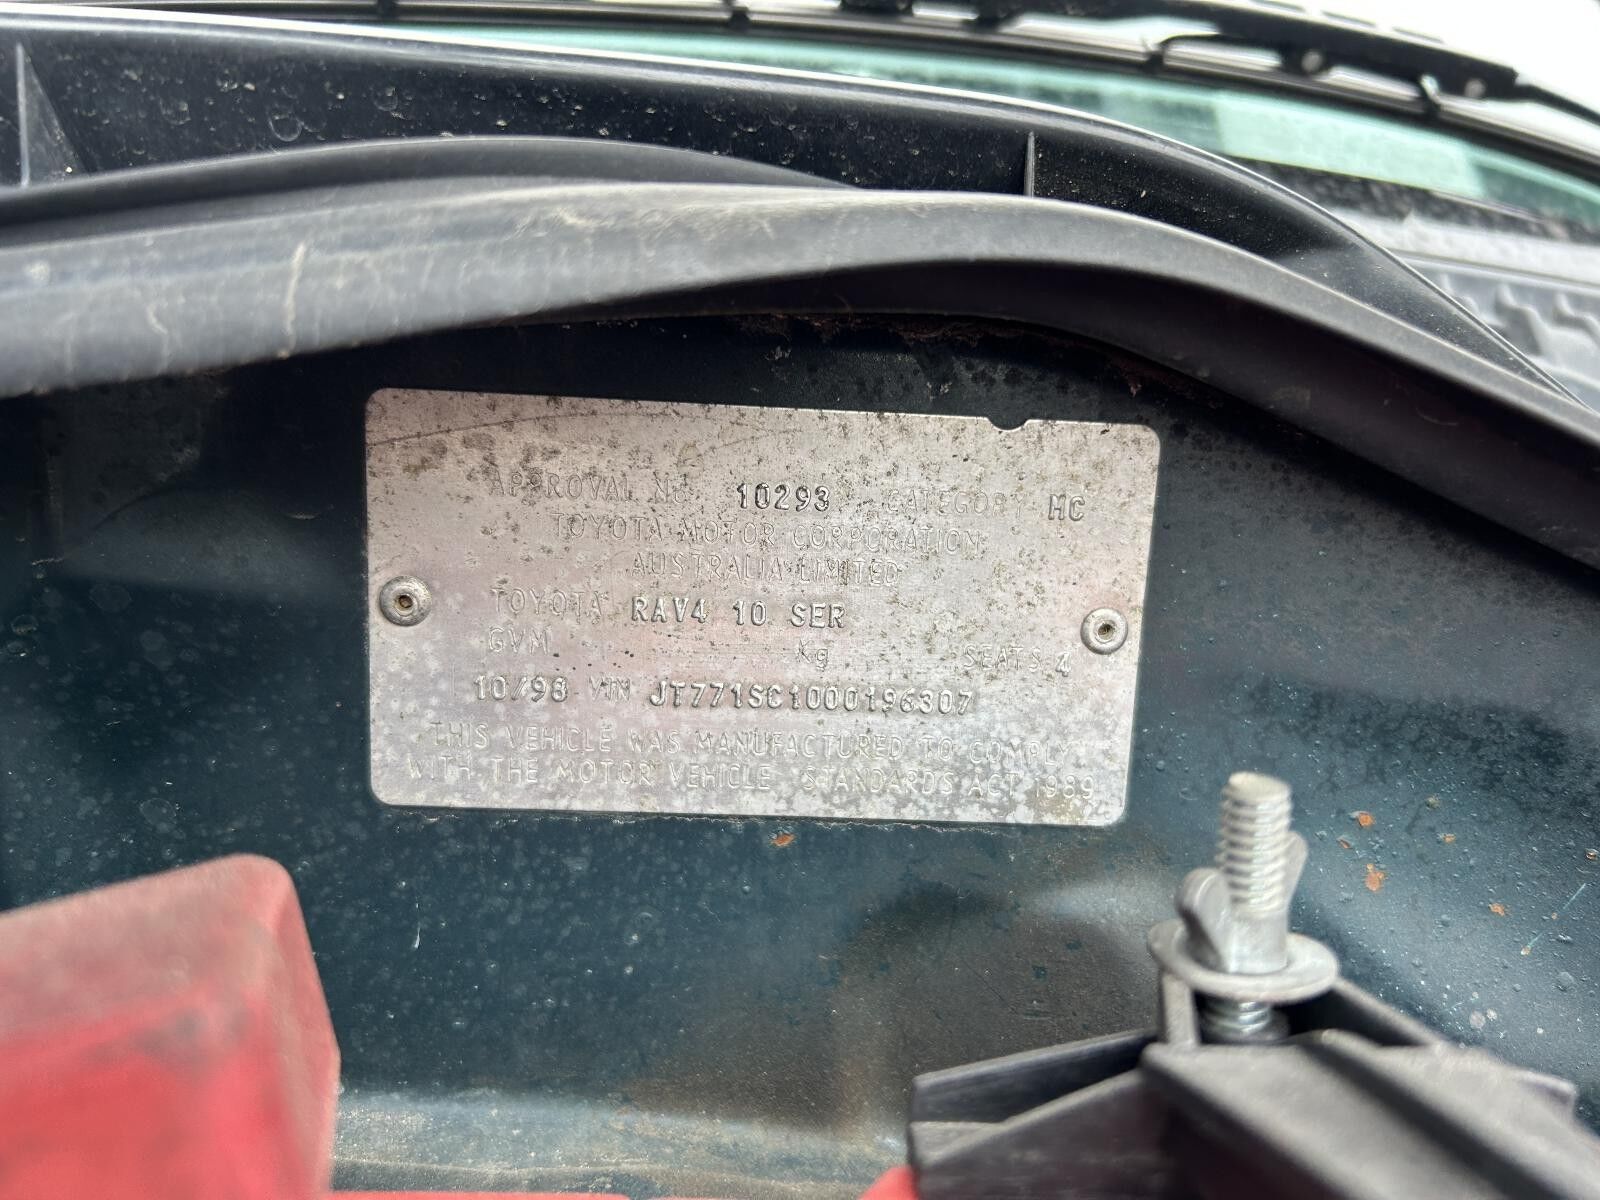 APPROVAL No. 10293 CATEGORY MC
TOYOTA MOTOR CORPORATION
AUSTRALIA LIMITED
TOYOTA RAV4 10 SER
GVM Kg SEATS 4
10/98 VIN JT771SC1000196307
THIS VEHICLE WAS MANUFACTURED TO COMPLY
WITH THE MOTOR VEHICLE STANDARDS ACT 1989